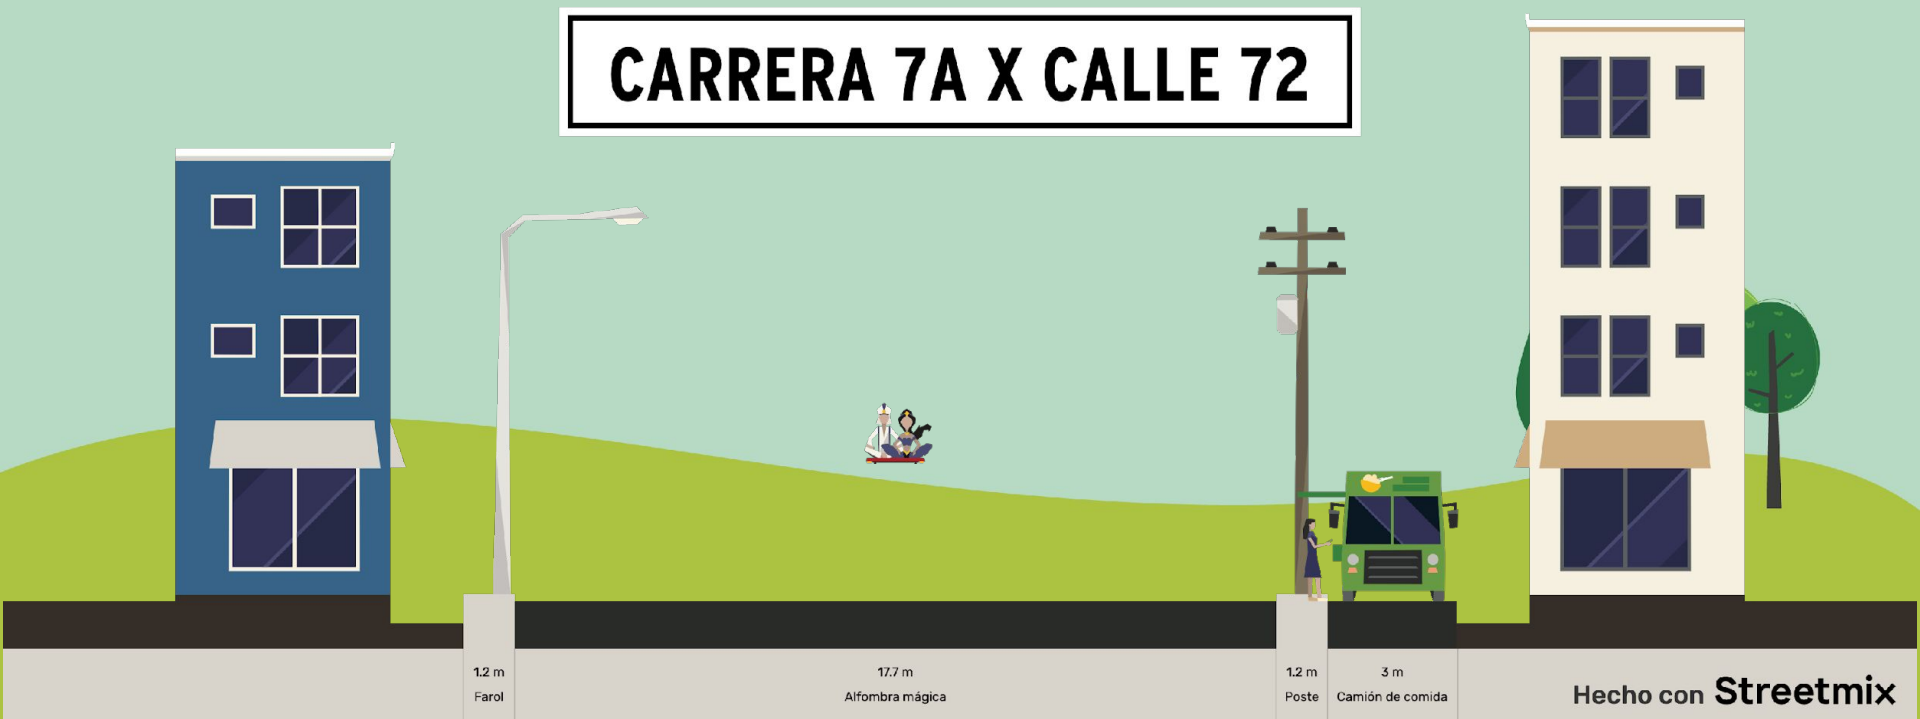 CARRERA 7A X CALLE 72
1.2 m
Farol
17.7 m
Alfombra mágica
1.2 m
Poste
3 m
Camión de comida
Hecho con Streetmix